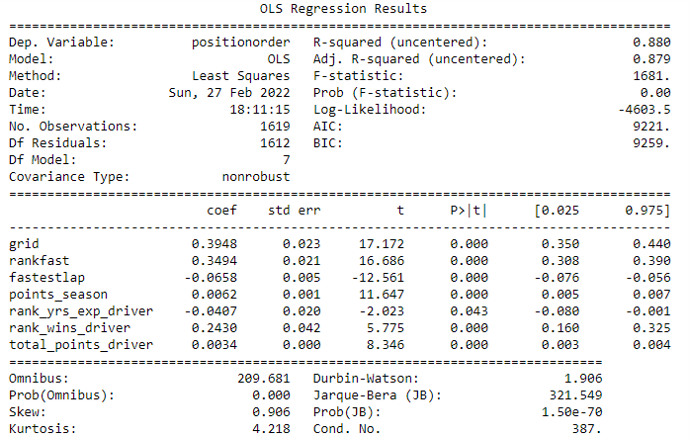 OLS Regression Results
==============================================================================
Dep. Variable: positionorder R-squared (uncentered): 0.880
Model: OLS Adj. R-squared (uncentered): 0.879
Method: Least Squares F-statistic: 1681.
Date: Sun, 27 Feb 2022 Prob (F-statistic): 0.00
Time: 18:11:15 Log-Likelihood: -4603.5
No. Observations: 1619 AIC: 9221.
Df Residuals: 1612 BIC: 9259.
Df Model: 7
Covariance Type: nonrobust
==============================================================================
coef std err t P>|t| [0.025 0.975]
------------------------------------------------------------------------------
grid 0.3948 0.023 17.172 0.000 0.350 0.440
rankfast 0.3494 0.021 16.686 0.000 0.308 0.390
fastestlap -0.0658 0.005 -12.561 0.000 -0.076 -0.056
points_season 0.0062 0.001 11.647 0.000 0.005 0.007
rank_yrs_exp_driver -0.0407 0.020 -2.023 0.043 -0.080 -0.001
rank_wins_driver 0.2430 0.042 5.775 0.000 0.160 0.325
total_points_driver 0.0034 0.000 8.346 0.000 0.003 0.004
==============================================================================
Omnibus: 209.681 Durbin-Watson: 1.906
Prob(Omnibus): 0.000 Jarque-Bera (JB): 321.549
Skew: 0.906 Prob(JB): 1.50e-70
Kurtosis: 4.218 Cond. No. 387.